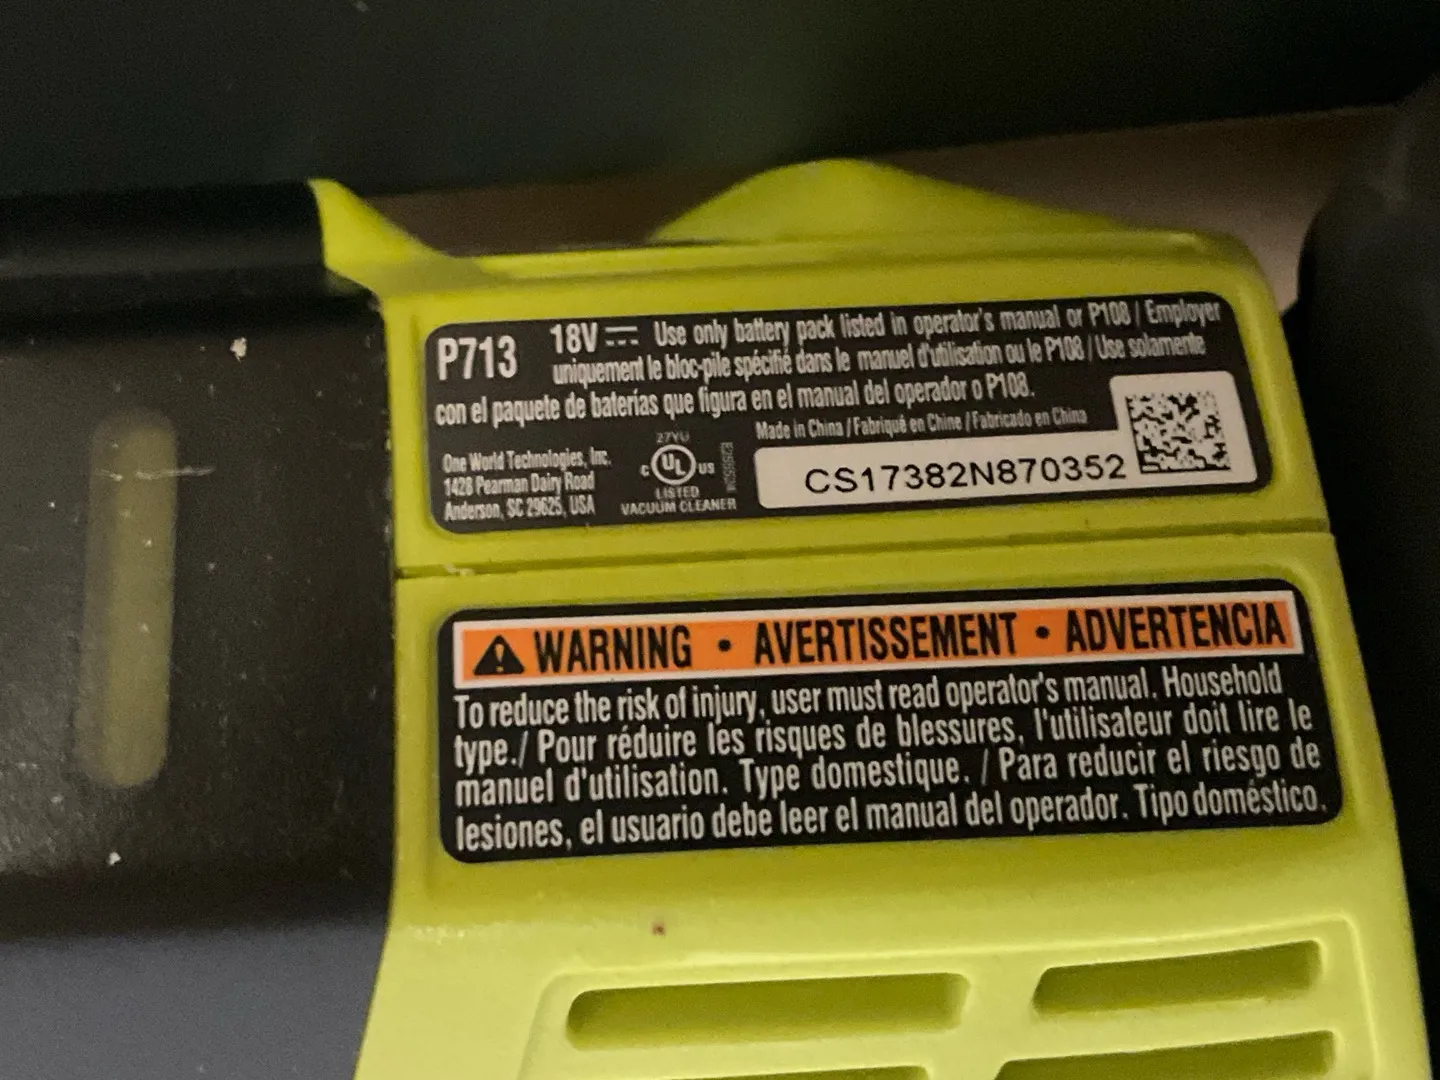 P713
18V Use only battery pack listed in operator's manual or P108 / Employer
uniquement le bloc-pile spécifié dans le manuel d'utilisation ou le P108 / Use solamente
con el paquete de baterías que figura en el manual del operador o P108.
One World Technologies, Inc.
1428 Pearman Dairy Road
Anderson, SC 29625, USA
27YU
C UL US
LISTED
VACUUM CLEANER
Made in China / Fabriqué en Chine / Fabricado en China
CS17382N870352
WARNING • AVERTISSEMENT • ADVERTENCIA
To reduce the risk of injury, user must read operator's manual. Household
type./ Pour réduire les risques de blessures, l'utilisateur doit lire le
manuel d'utilisation. Type domestique. / Para reducir el riesgo de
lesiones, el usuario debe leer el manual del operador. Tipo doméstico.